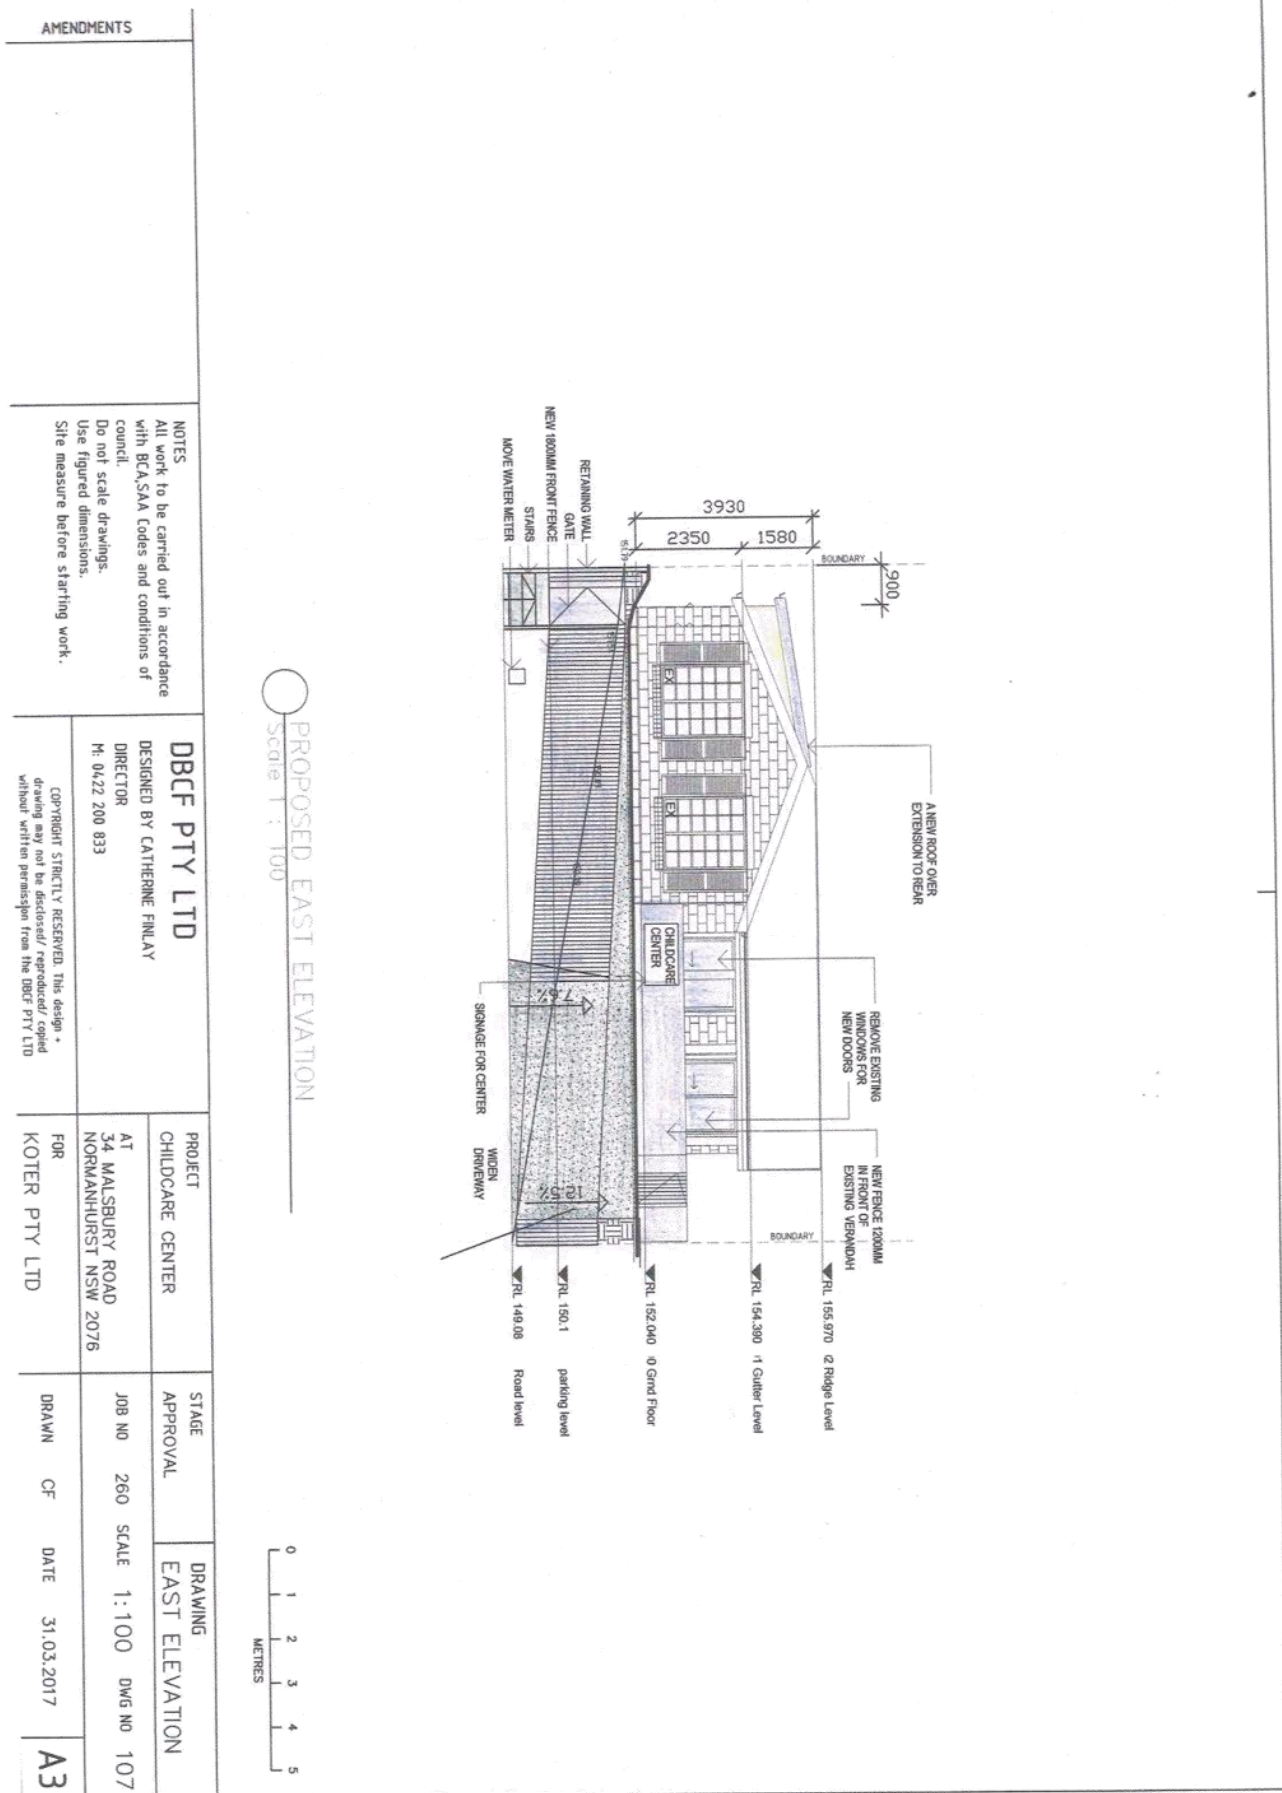 A NEW ROOF OVER
EXTENSION TO REAR
REMOVE EXISTING
WINDOWS FOR
NEW DOORS
NEW FENCE 1200MM
IN FRONT OF
EXISTING VERANDAH
900
BOUNDARY
BOUNDARY
3930
2350
1580
RL 155.970
Ridge Level
RL 154.390
Gutter Level
RL 152.040
Grnd Floor
RL 150.1
parking level
RL 149.08
Road level
EX
EX
CHILDCARE
CENTER
151.79
RETAINING WALL
GATE
NEW 1800MM FRONT FENCE
STAIRS
MOVE WATER METER
7.6%
12.5%
SIGNAGE FOR CENTER
WIDEN
DRIVEWAY
PROPOSED EAST ELEVATION
Scale 1 : 100
0 1 2 3 4 5
METRES
AMENDMENTS
NOTES
All work to be carried out in accordance
with BCA,SAA Codes and conditions of
council.
Do not scale drawings.
Use figured dimensions.
Site measure before starting work.
DBCF PTY LTD
DESIGNED BY CATHERINE FINLAY
DIRECTOR
M: 0422 200 833
COPYRIGHT STRICTLY RESERVED. This design +
drawing may not be disclosed/ reproduced/ copied
without written permission from the DBCF PTY LTD
PROJECT
CHILDCARE CENTER
AT
34 MALSBURY ROAD
NORMANHURST NSW 2076
FOR
KOTER PTY LTD
STAGE
APPROVAL
DRAWING
EAST ELEVATION
JOB NO 260 SCALE 1:100 DWG NO 107
DRAWN CF DATE 31.03.2017
A3